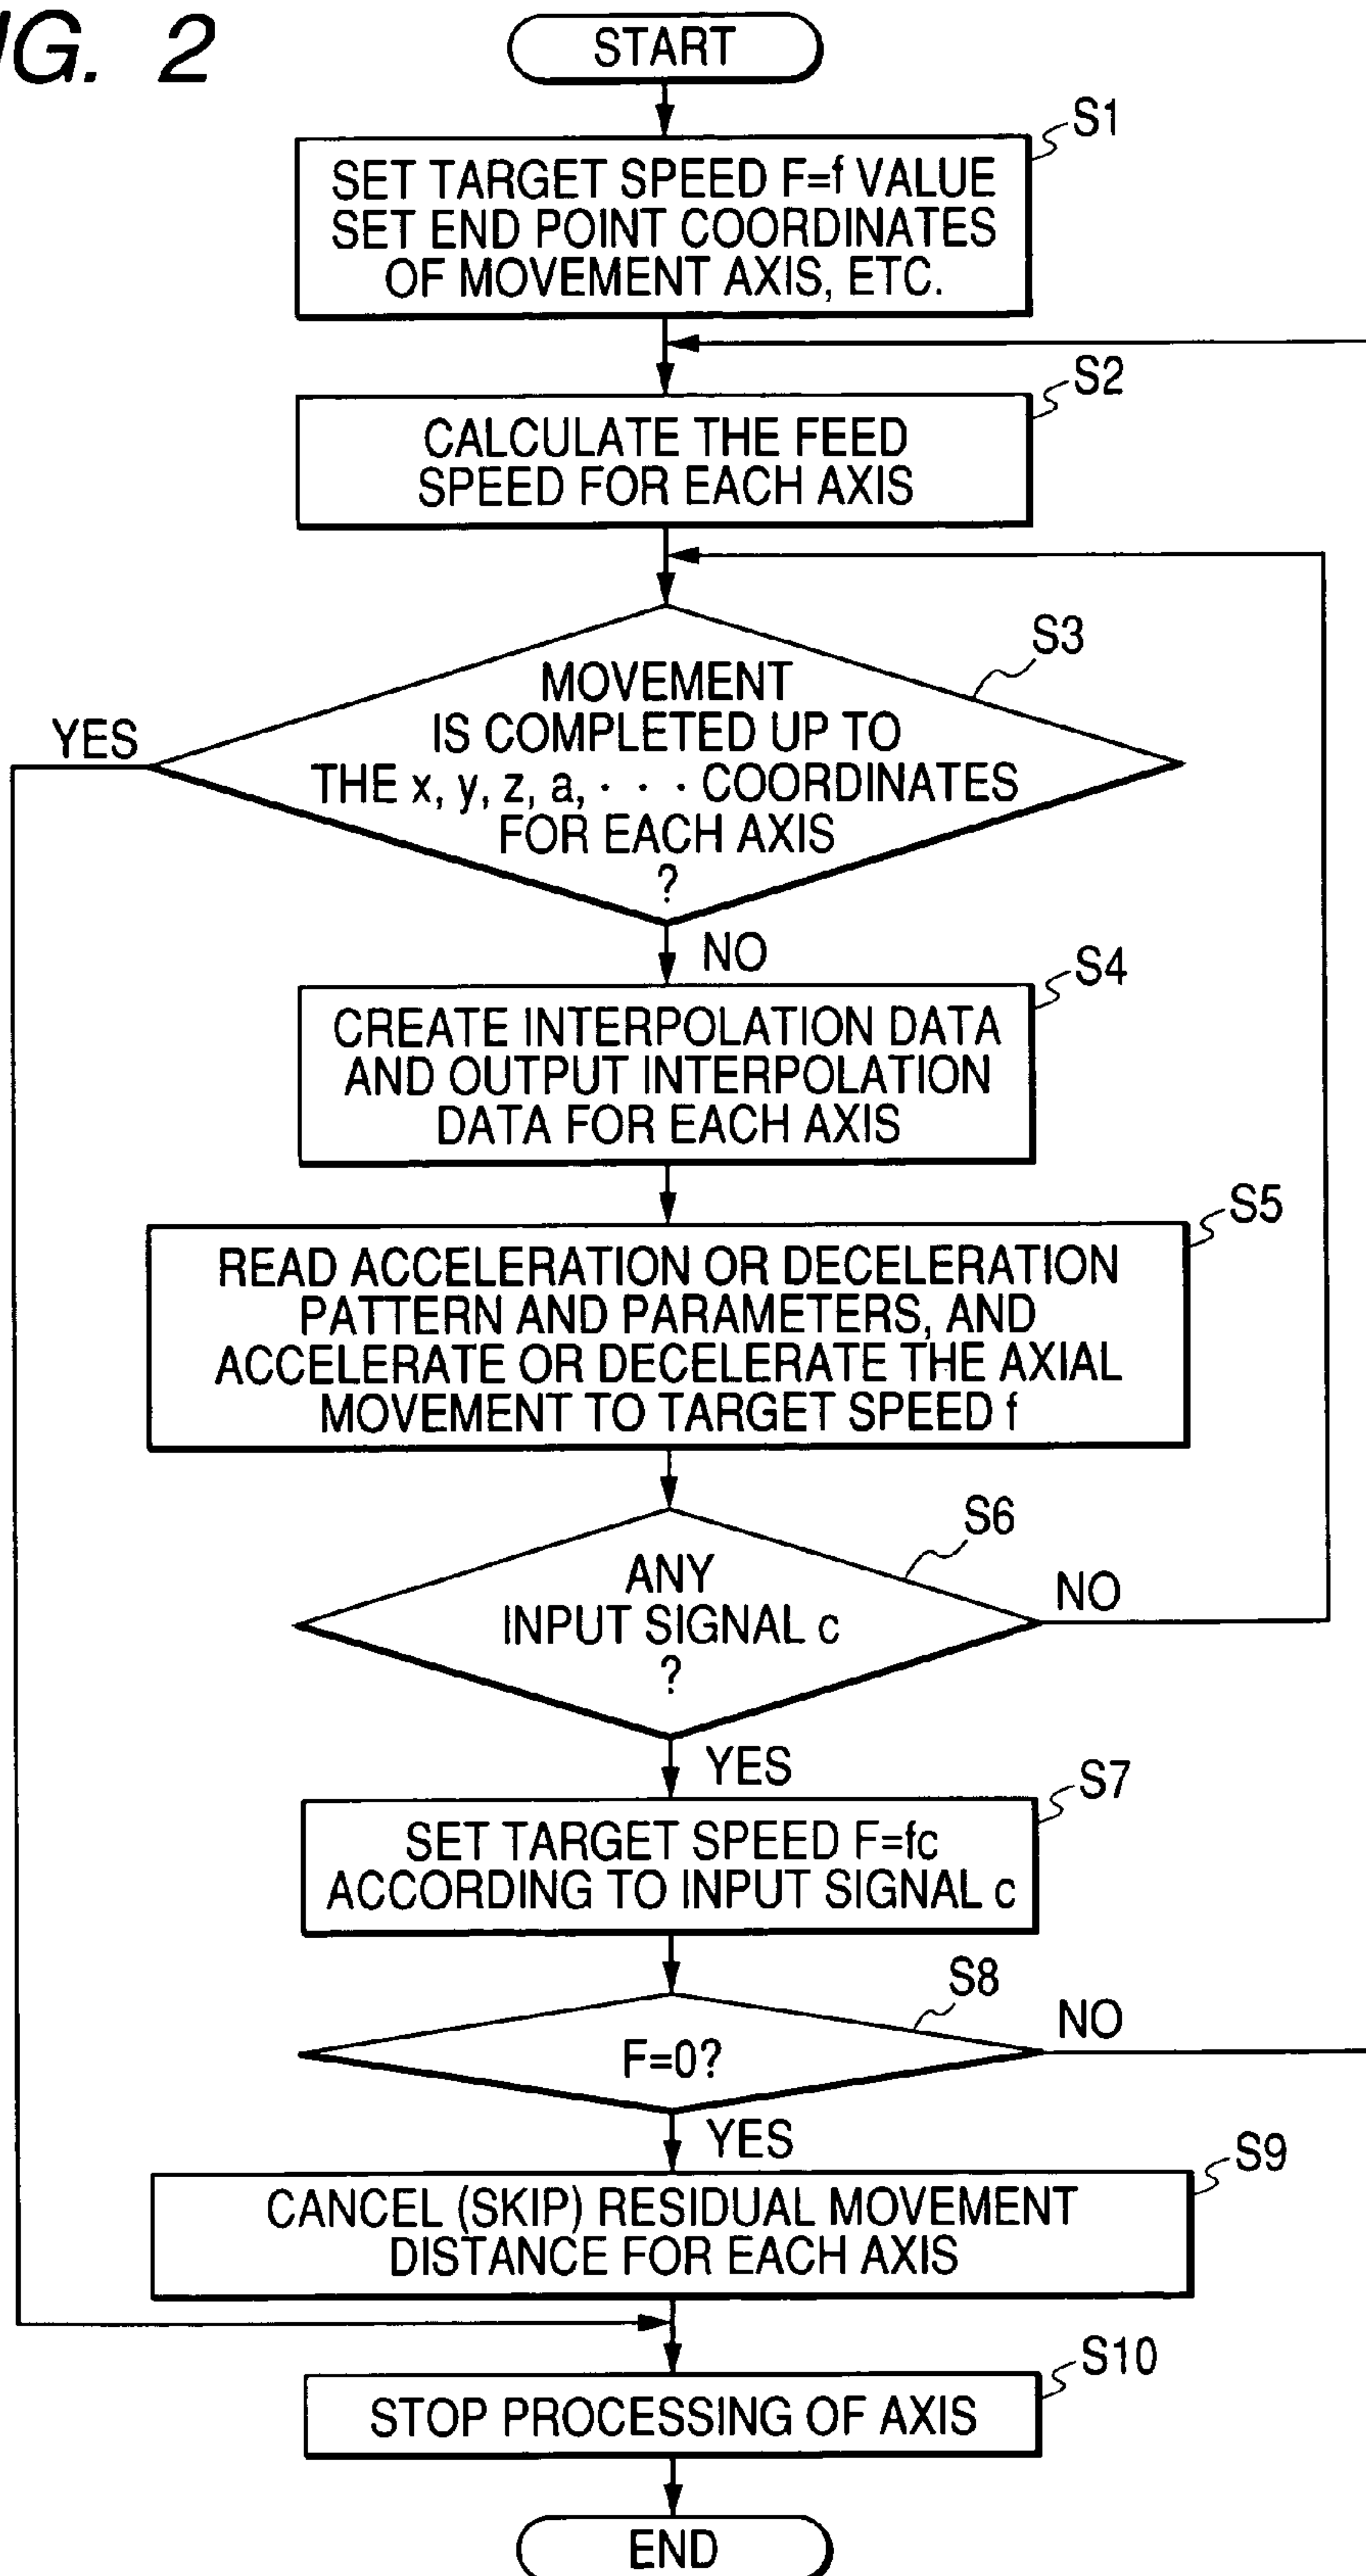 IG. 2
START
S1
SET TARGET SPEED F=f VALUE
SET END POINT COORDINATES
OF MOVEMENT AXIS, ETC.
S2
CALCULATE THE FEED
SPEED FOR EACH AXIS
S3
MOVEMENT
IS COMPLETED UP TO
THE x, y, z, a, · · · COORDINATES
FOR EACH AXIS
?
YES
NO
S4
CREATE INTERPOLATION DATA
AND OUTPUT INTERPOLATION
DATA FOR EACH AXIS
S5
READ ACCELERATION OR DECELERATION
PATTERN AND PARAMETERS, AND
ACCELERATE OR DECELERATE THE AXIAL
MOVEMENT TO TARGET SPEED f
S6
ANY
INPUT SIGNAL c
?
NO
YES
S7
SET TARGET SPEED F=fc
ACCORDING TO INPUT SIGNAL c
S8
F=0?
NO
YES
S9
CANCEL (SKIP) RESIDUAL MOVEMENT
DISTANCE FOR EACH AXIS
S10
STOP PROCESSING OF AXIS
END